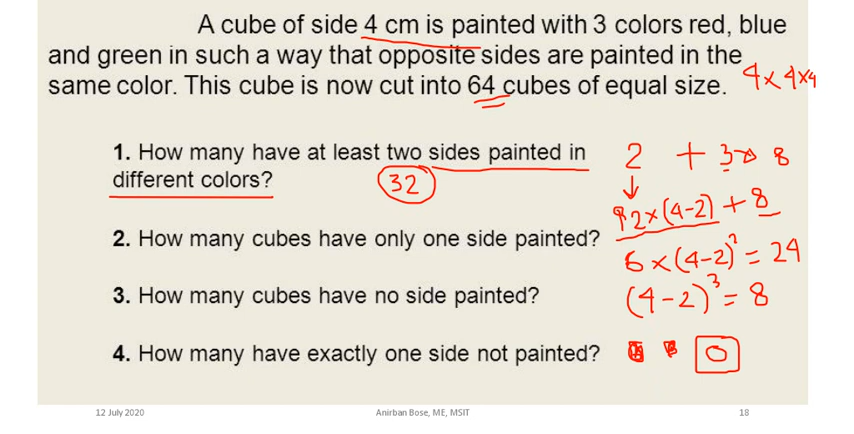 A cube of side 4 cm is painted with 3 colors red, blue
and green in such a way that opposite sides are painted in the
same color. This cube is now cut into 64 cubes of equal size.
4 x 4 x 4
1. How many have at least two sides painted in
different colors?
32
2 + 3 → 8
12 x (4-2) + 8
2. How many cubes have only one side painted?
6 x (4-2)² = 24
3. How many cubes have no side painted?
(4-2)³ = 8
4. How many have exactly one side not painted?
0
12 July 2020
Anirban Bose, ME, MSIT
18